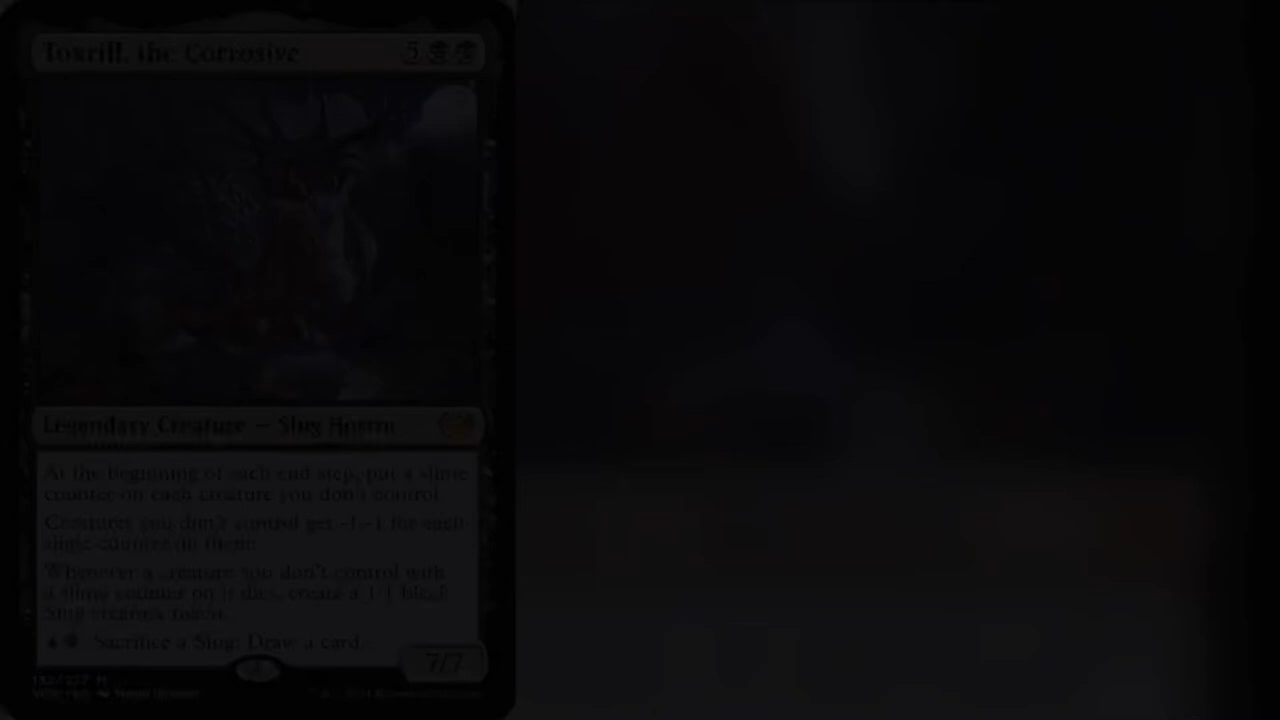 Toxrill, the Corrosive 5
Legendary Creature — Slug Horror
At the beginning of each end step, put a slime
counter on each creature you don't control.
Creatures you don't control get -1/-1 for each
slime counter on them.
Whenever a creature you don't control with
a slime counter on it dies, create a 1/1 black
Slug creature token.
Sacrifice a Slug: Draw a card.
7/7